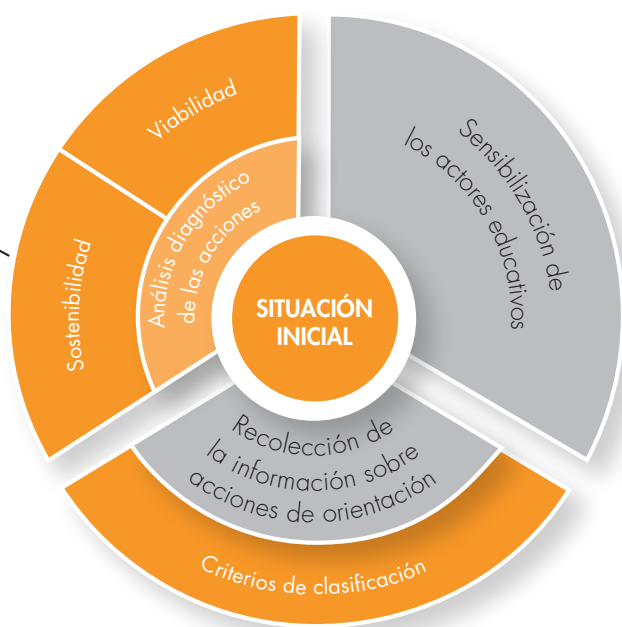 Viabilidad
Sostenibilidad
Análisis diagnóstico
de las acciones
SITUACIÓN
INICIAL
Sensibilización de
los actores educativos
Recolección de
la información sobre
acciones de orientación
Criterios de clasificación